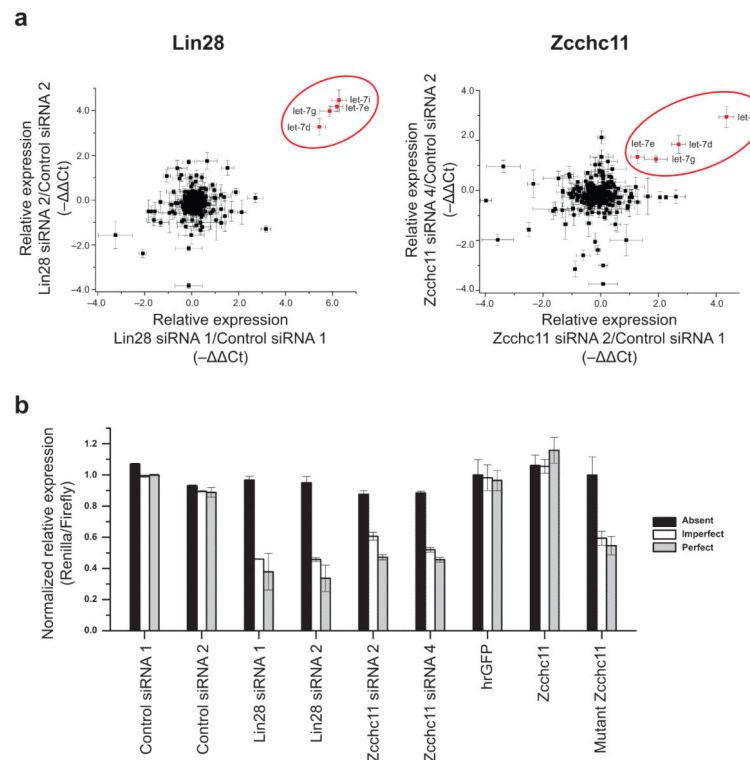 a
Lin28
Relative expression
Lin28 siRNA 2/Control siRNA 2
(–ΔΔCt)
4.0
2.0
0.0
−2.0
−4.0
let-7i
let-7g
let-7e
let-7d
−4.0 −2.0 0.0 2.0 4.0 6.0
Relative expression
Lin28 siRNA 1/Control siRNA 1
(–ΔΔCt)
Zcchc11
Relative expression
Zcchc11 siRNA 4/Control siRNA 2
(–ΔΔCt)
4.0
2.0
0.0
−2.0
−4.0
let-
let-7e
let-7d
let-7g
−4.0 −2.0 0.0 2.0 4.0
Relative expression
Zcchc11 siRNA 2/Control siRNA 1
(–ΔΔCt)
b
Normalized relative expression
(Renilla/Firefly)
1.2
1.0
0.8
0.6
0.4
0.2
0.0
Control siRNA 1
Control siRNA 2
Lin28 siRNA 1
Lin28 siRNA 2
Zcchc11 siRNA 2
Zcchc11 siRNA 4
hrGFP
Zcchc11
Mutant Zcchc11
Absent
Imperfect
Perfect